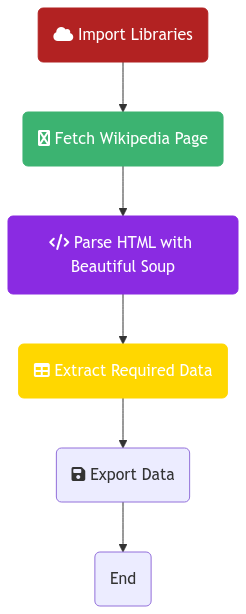 Import Libraries
Fetch Wikipedia Page
Parse HTML with
Beautiful Soup
Extract Required Data
Export Data
End